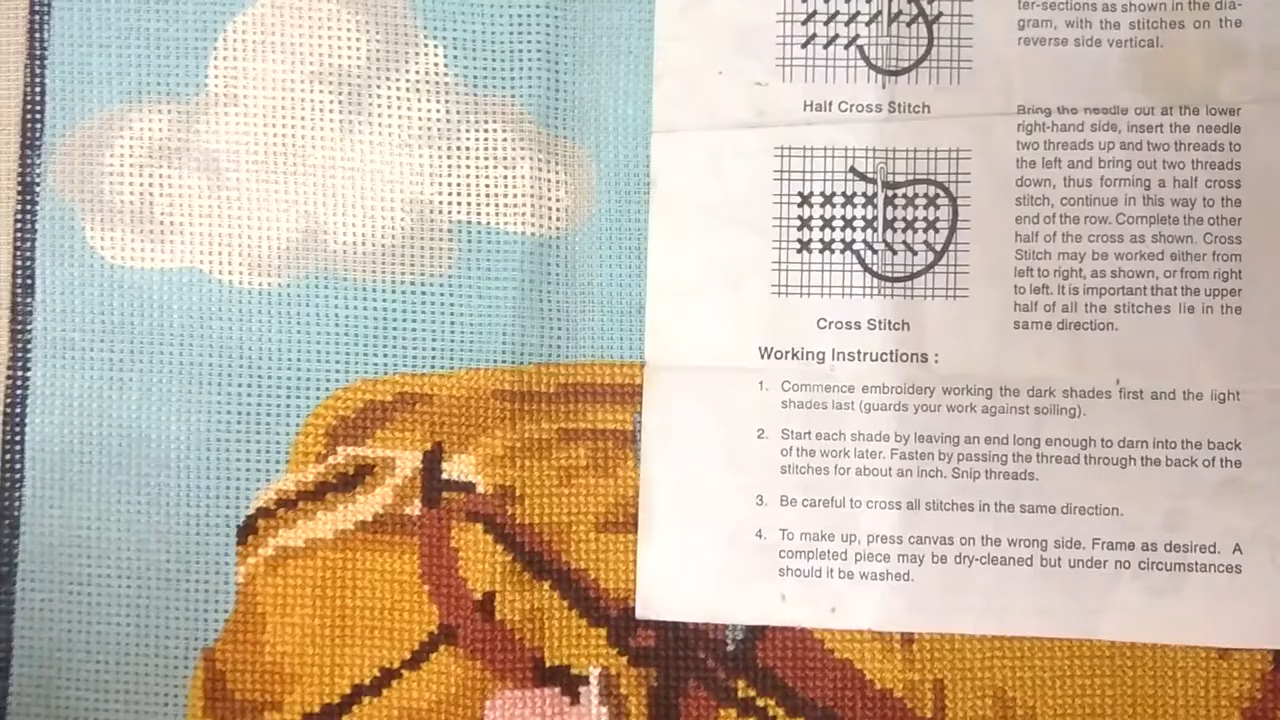 ter-sections as shown in the dia-
gram, with the stitches on the
reverse side vertical.
Half Cross Stitch
Bring the needle out at the lower
right-hand side, insert the needle
two threads up and two threads to
the left and bring out two threads
down, thus forming a half cross
stitch, continue in this way to the
end of the row. Complete the other
half of the cross as shown. Cross
Stitch may be worked either from
left to right, as shown, or from right
to left. It is important that the upper
half of all the stitches lie in the
same direction.
Cross Stitch
Working Instructions :
1. Commence embroidery working the dark shades first and the light
shades last (guards your work against soiling).
2. Start each shade by leaving an end long enough to darn into the back
of the work later. Fasten by passing the thread through the back of the
stitches for about an inch. Snip threads.
3. Be careful to cross all stitches in the same direction.
4. To make up, press canvas on the wrong side. Frame as desired. A
completed piece may be dry-cleaned but under no circumstances
should it be washed.